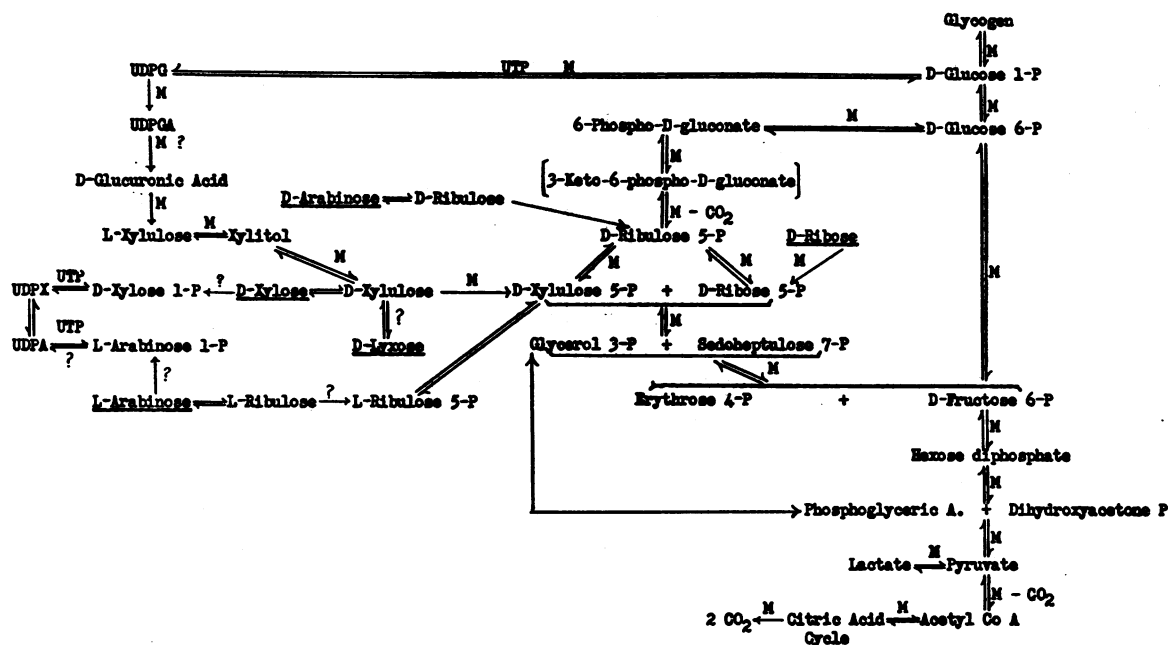 Glycogen
M
UDPG UTP M D-Glucose 1-P
M M
UDPGA 6-Phospho-D-gluconate M D-Glucose 6-P
M ? M
D-Glucuronic Acid [3-Keto-6-phospho-D-gluconate]
M D-Arabinose D-Ribulose M - CO2
L-Xylulose M Xylitol D-Ribulose 5-P D-Ribose
M M M M M
UDPX UTP D-Xylose 1-P ? D-Xylose D-Xylulose M D-Xylulose 5-P + D-Ribose 5-P
UTP ? M
UDPA ? L-Arabinose 1-P D-Lyxose Glycerol 3-P + Sedoheptulose 7-P
? M
L-Arabinose L-Ribulose ? L-Ribulose 5-P Erythrose 4-P + D-Fructose 6-P
M
Hexose diphosphate
M
Phosphoglyceric A. + Dihydroxyacetone P
M
Lactate M Pyruvate
M - CO2
2 CO2 M Citric Acid M Acetyl Co A
Cycle